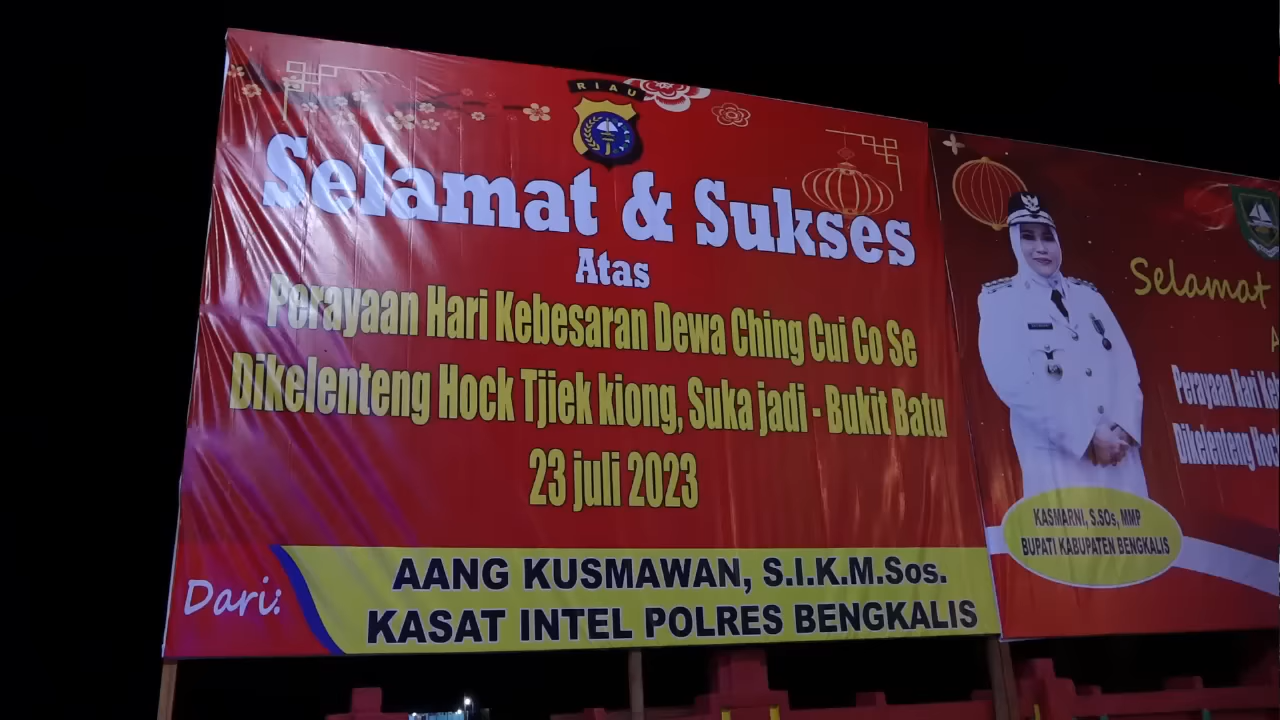 RIAU
Selamat & Sukses
Atas
Perayaan Hari Kebesaran Dewa Ching Cui Co Se
Dikelenteng Hock Tjiek kiong, Suka jadi - Bukit Batu
23 juli 2023
Dari:
AANG KUSMAWAN, S.I.K.M.Sos.
KASAT INTEL POLRES BENGKALIS
Selamat
Perayaan Hari
Dikelenteng Hock
KASMARNI, S.SOs, MMP
BUPATI KABUPATEN BENGKALIS